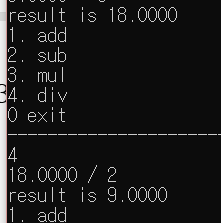 result is 18.0000
1. add
2. sub
3. mul
4. div
0 exit
----------------------
4
18.0000 / 2
result is 9.0000
1. add